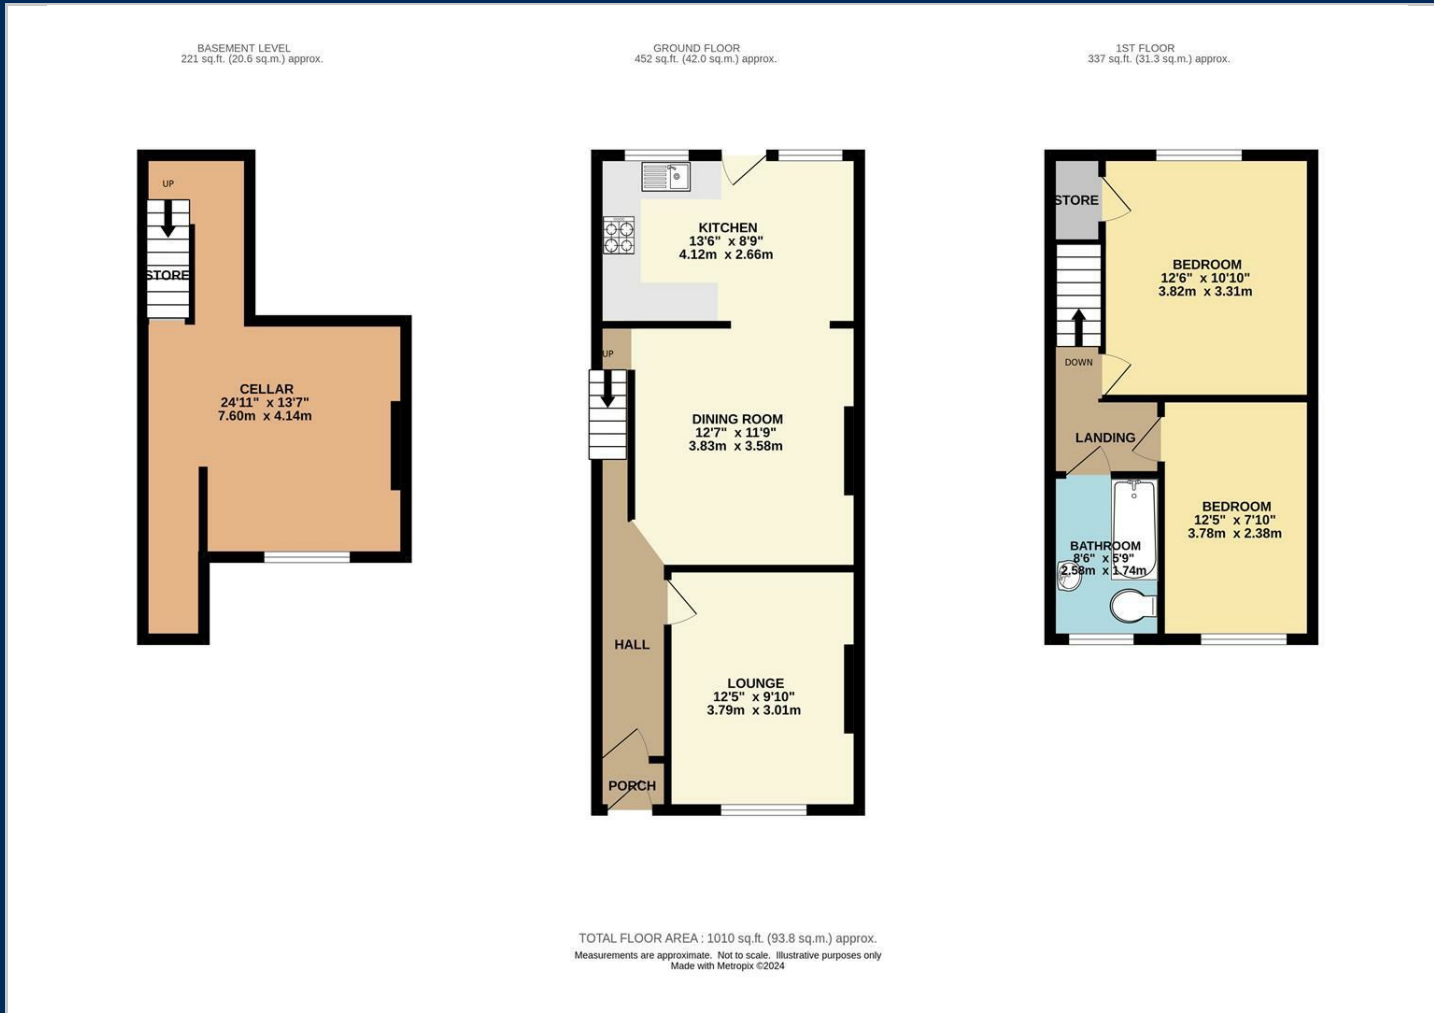 BASEMENT LEVEL
221 sq.ft. (20.6 sq.m.) approx.
UP
STORE
CELLAR
24'11" x 13'7"
7.60m x 4.14m
GROUND FLOOR
452 sq.ft. (42.0 sq.m.) approx.
KITCHEN
13'6" x 8'9"
4.12m x 2.66m
UP
DINING ROOM
12'7" x 11'9"
3.83m x 3.58m
HALL
LOUNGE
12'5" x 9'10"
3.79m x 3.01m
PORCH
1ST FLOOR
337 sq.ft. (31.3 sq.m.) approx.
STORE
BEDROOM
12'6" x 10'10"
3.82m x 3.31m
DOWN
LANDING
BEDROOM
12'5" x 7'10"
3.78m x 2.38m
BATHROOM
8'6" x 5'9"
2.58m x 1.74m
TOTAL FLOOR AREA : 1010 sq.ft. (93.8 sq.m.) approx.
Measurements are approximate. Not to scale. Illustrative purposes only
Made with Metropix ©2024